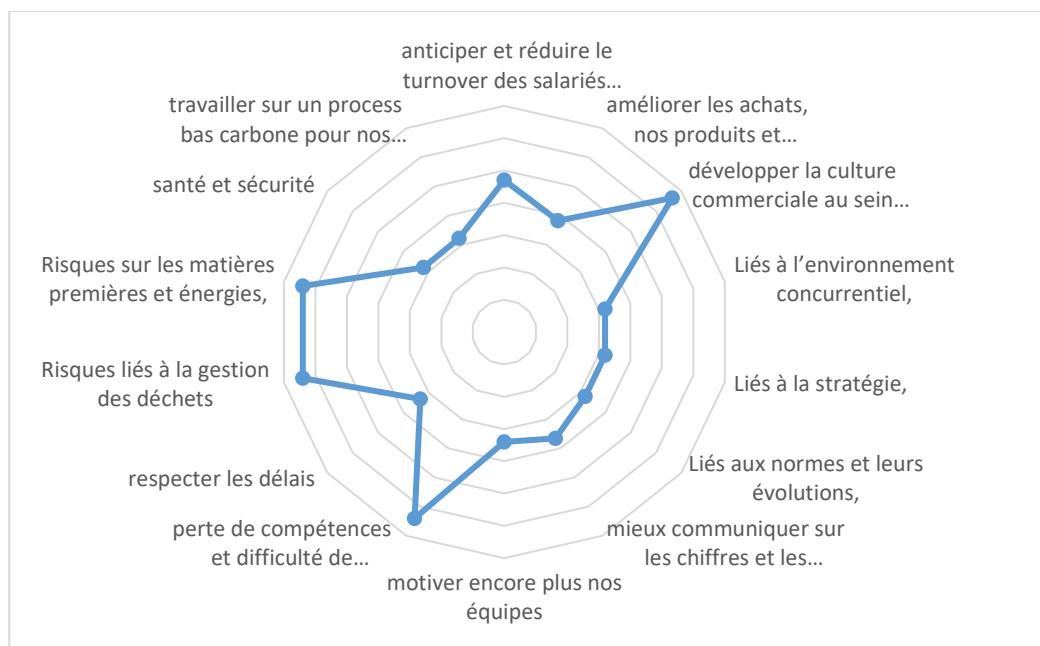 anticiper et réduire le
turnover des salariés…
améliorer les achats,
nos produits et…
développer la culture
commerciale au sein…
Liés à l’environnement
concurrentiel,
Liés à la stratégie,
Liés aux normes et leurs
évolutions,
mieux communiquer sur
les chiffres et les…
motiver encore plus nos
équipes
perte de compétences
et difficulté de…
respecter les délais
Risques liés à la gestion
des déchets
Risques sur les matières
premières et énergies,
santé et sécurité
travailler sur un process
bas carbone pour nos…